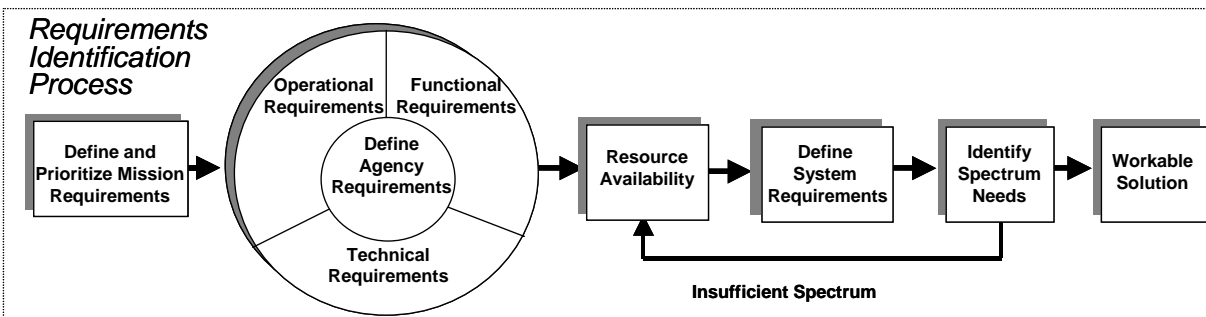 Requirements
Identification
Process
Define and
Prioritize Mission
Requirements
Operational
Requirements
Functional
Requirements
Define
Agency
Requirements
Technical
Requirements
Resource
Availability
Define
System
Requirements
Identify
Spectrum
Needs
Workable
Solution
Insufficient Spectrum